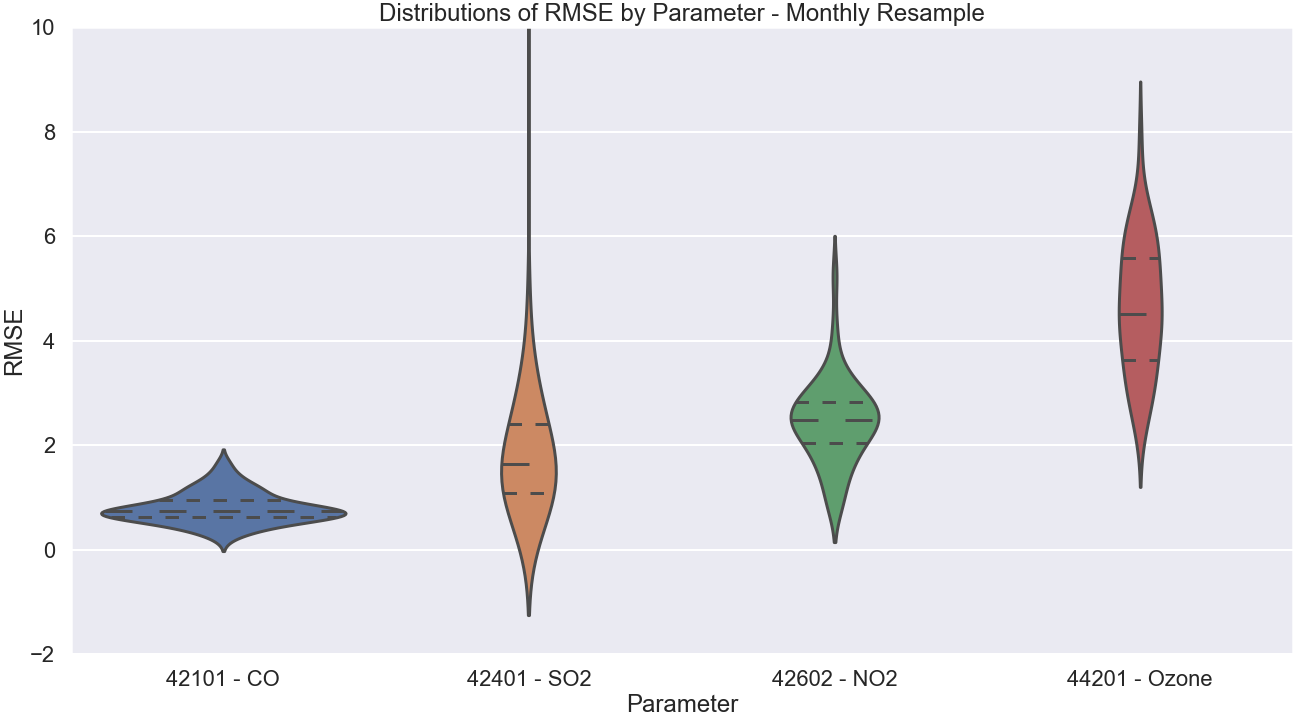 Distributions of RMSE by Parameter - Monthly Resample
10
8
6
4
2
0
−2
RMSE
42101 - CO
42401 - SO2
42602 - NO2
44201 - Ozone
Parameter